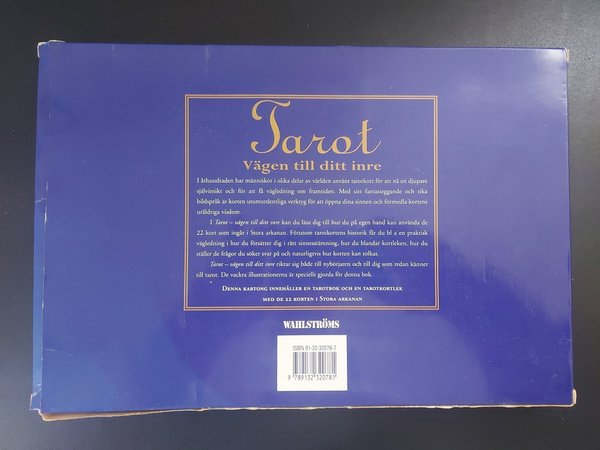 Tarot
Vägen till ditt inre
I århundraden har människor i olika delar av världen använt tarotkort för att nå en djupare
självinsikt och för att få vägledning om framtiden. Med sitt fantasieggande och rika
bildspråk är korten utomordentliga verktyg för att öppna dina sinnen och förmedla kortens
uråldriga visdom.
I Tarot – vägen till ditt inre kan du läsa dig till hur du på egen hand kan använda de
22 kort som ingår i Stora arkanan. Förutom tarotkortens historik får du bl a en praktisk
vägledning i hur du försätter dig i rätt sinnesstämning, hur du blandar kortleken, hur du
ställer de frågor du söker svar på och naturligtvis hur korten kan tolkas.
Tarot – vägen till ditt inre riktar sig både till nybörjaren och till dig som redan känner
till tarot. De vackra illustrationerna är speciellt gjorda för denna bok.
Denna kartong innehåller en tarotbok och en tarotkortlek
med de 22 korten i Stora arkanan
WAHLSTRÖMS
ISBN 91-32-32078-7
9 789132 320781